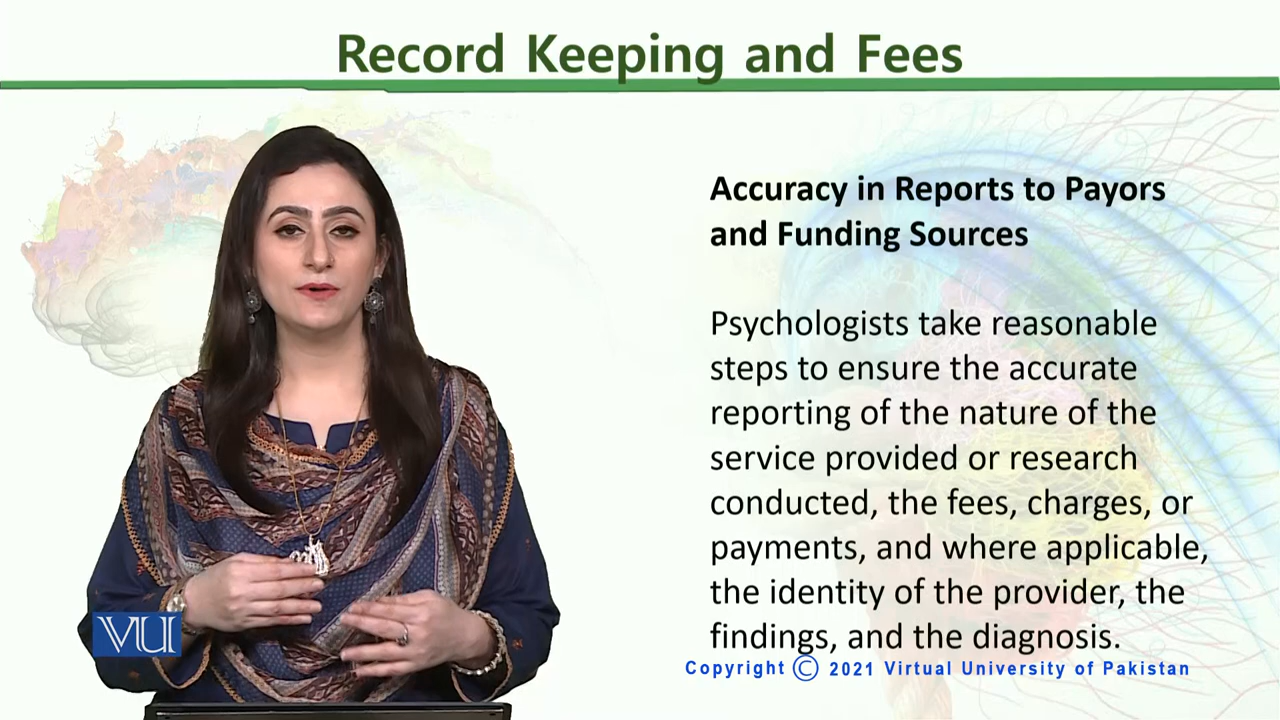 Record Keeping and Fees
Accuracy in Reports to Payors
and Funding Sources
Psychologists take reasonable
steps to ensure the accurate
reporting of the nature of the
service provided or research
conducted, the fees, charges, or
payments, and where applicable,
the identity of the provider, the
findings, and the diagnosis.
VU
Copyright © 2021 Virtual University of Pakistan